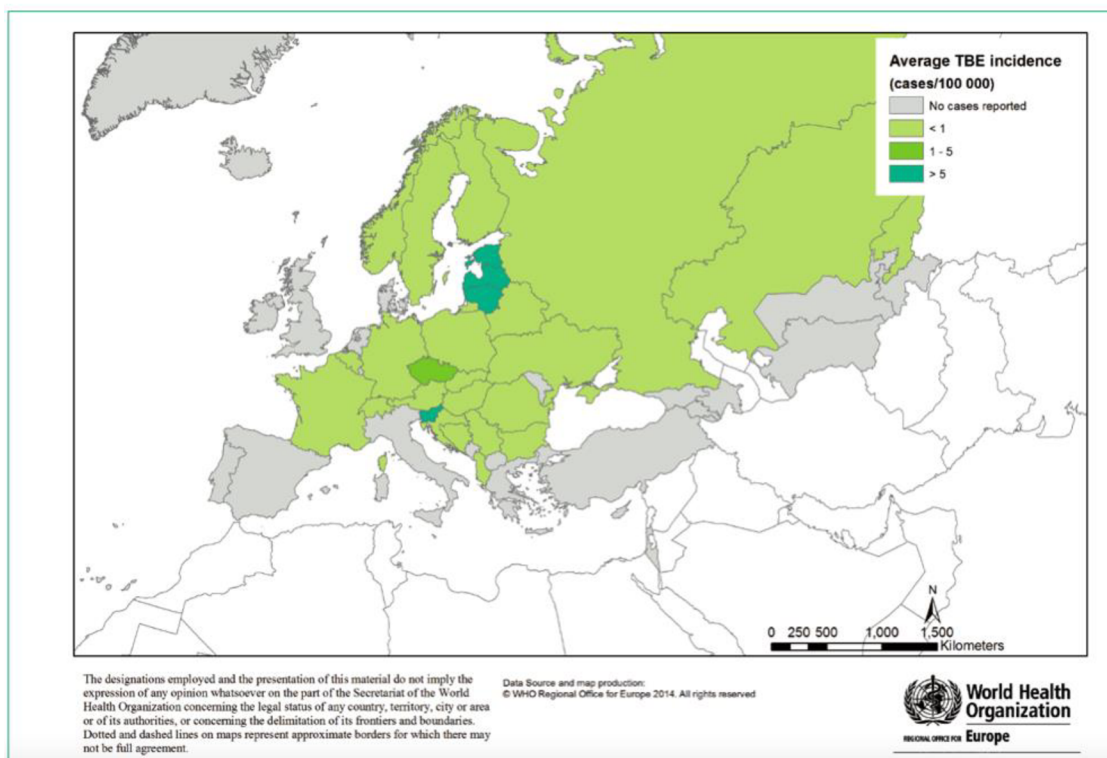 Average TBE incidence
(cases/100 000)
No cases reported
< 1
1 - 5
> 5
N
0 250 500 1,000 1,500
Kilometers
The designations employed and the presentation of this material do not imply the
expression of any opinion whatsoever on the part of the Secretariat of the World
Health Organization concerning the legal status of any country, territory, city or area
or of its authorities, or concerning the delimitation of its frontiers and boundaries.
Dotted and dashed lines on maps represent approximate borders for which there may
not be full agreement.
Data Source and map production:
© WHO Regional Office for Europe 2014. All rights reserved
World Health
Organization
REGIONAL OFFICE FOR Europe